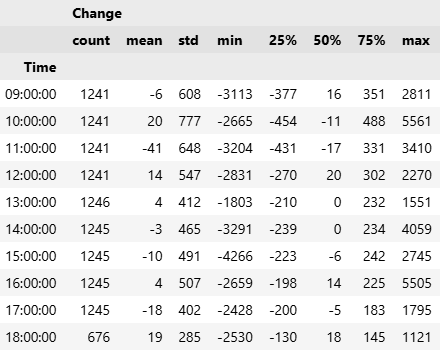 Change
count mean std min 25% 50% 75% max
Time
09:00:00 1241 -6 608 -3113 -377 16 351 2811
10:00:00 1241 20 777 -2665 -454 -11 488 5561
11:00:00 1241 -41 648 -3204 -431 -17 331 3410
12:00:00 1241 14 547 -2831 -270 20 302 2270
13:00:00 1246 4 412 -1803 -210 0 232 1551
14:00:00 1245 -3 465 -3291 -239 0 234 4059
15:00:00 1245 -10 491 -4266 -223 -6 242 2745
16:00:00 1245 4 507 -2659 -198 14 225 5505
17:00:00 1245 -18 402 -2428 -200 -5 183 1795
18:00:00 676 19 285 -2530 -130 18 145 1121